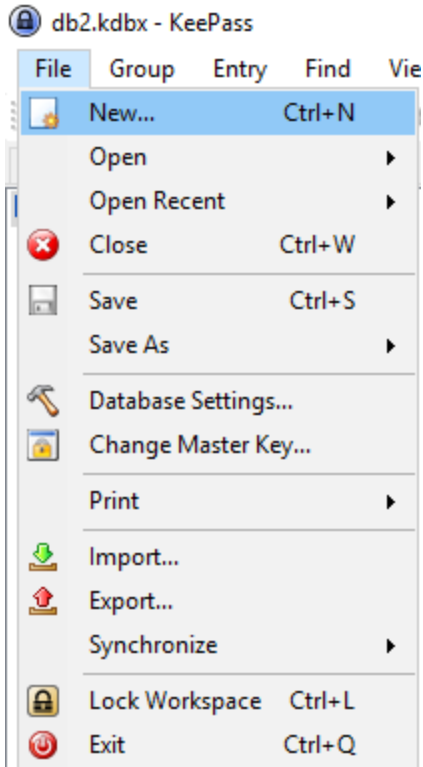 db2.kdbx - KeePass
File Group Entry Find Vie
New... Ctrl+N
Open
Open Recent
Close Ctrl+W
Save Ctrl+S
Save As
Database Settings...
Change Master Key...
Print
Import...
Export...
Synchronize
Lock Workspace Ctrl+L
Exit Ctrl+Q